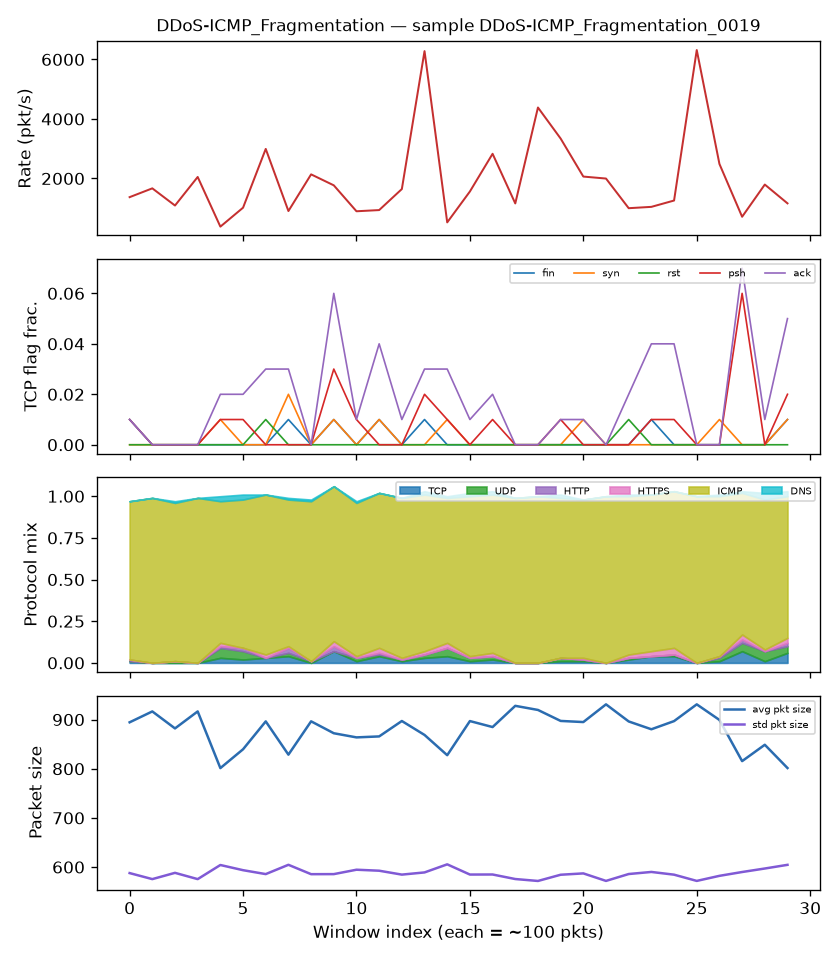 DDoS-ICMP_Fragmentation — sample DDoS-ICMP_Fragmentation_0019
6000
4000
2000
Rate (pkt/s)
fin syn rst psh ack
0.06
0.04
0.02
0.00
TCP flag frac.
TCP UDP HTTP HTTPS ICMP DNS
1.00
0.75
0.50
0.25
0.00
Protocol mix
avg pkt size
std pkt size
900
800
700
600
Packet size
0 5 10 15 20 25 30
Window index (each = ~100 pkts)